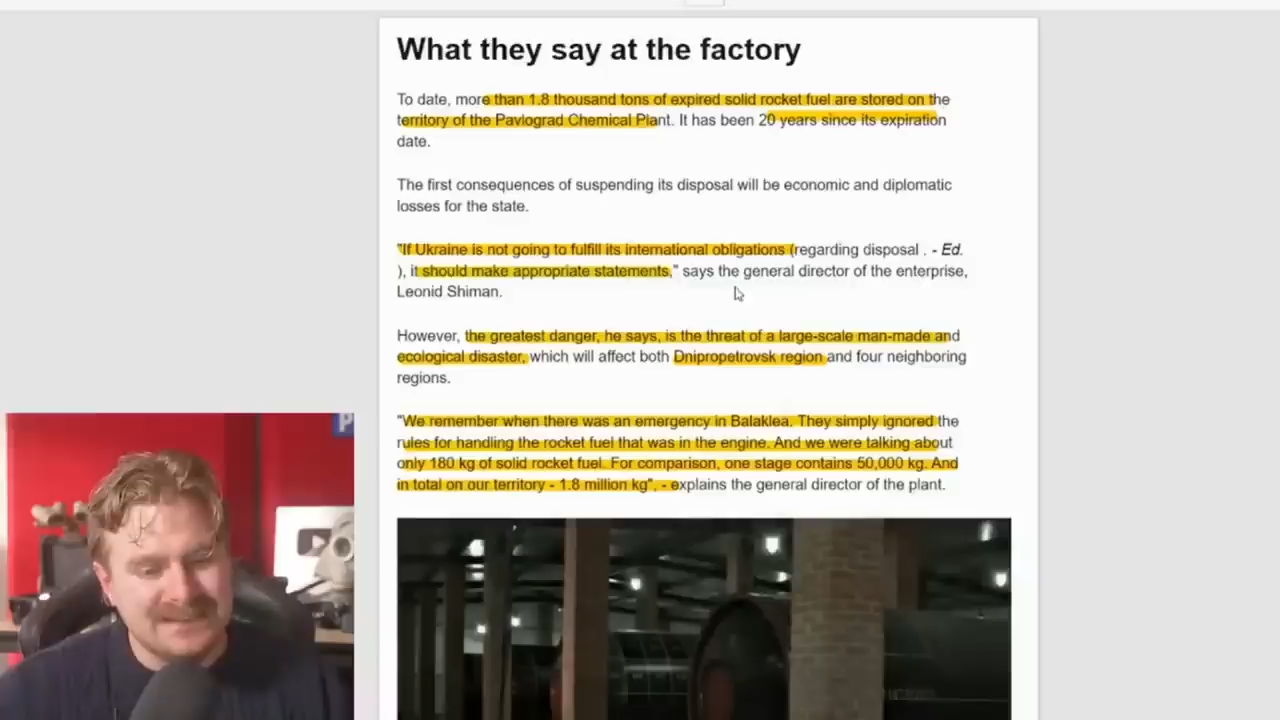 What they say at the factory
To date, more than 1.8 thousand tons of expired solid rocket fuel are stored on the
territory of the Pavlograd Chemical Plant. It has been 20 years since its expiration
date.
The first consequences of suspending its disposal will be economic and diplomatic
losses for the state.
"If Ukraine is not going to fulfill its international obligations (regarding disposal . - Ed.
), it should make appropriate statements," says the general director of the enterprise,
Leonid Shiman.
However, the greatest danger, he says, is the threat of a large-scale man-made and
ecological disaster, which will affect both Dnipropetrovsk region and four neighboring
regions.
"We remember when there was an emergency in Balaklea. They simply ignored the
rules for handling the rocket fuel that was in the engine. And we were talking about
only 180 kg of solid rocket fuel. For comparison, one stage contains 50,000 kg. And
in total on our territory - 1.8 million kg", - explains the general director of the plant.
P